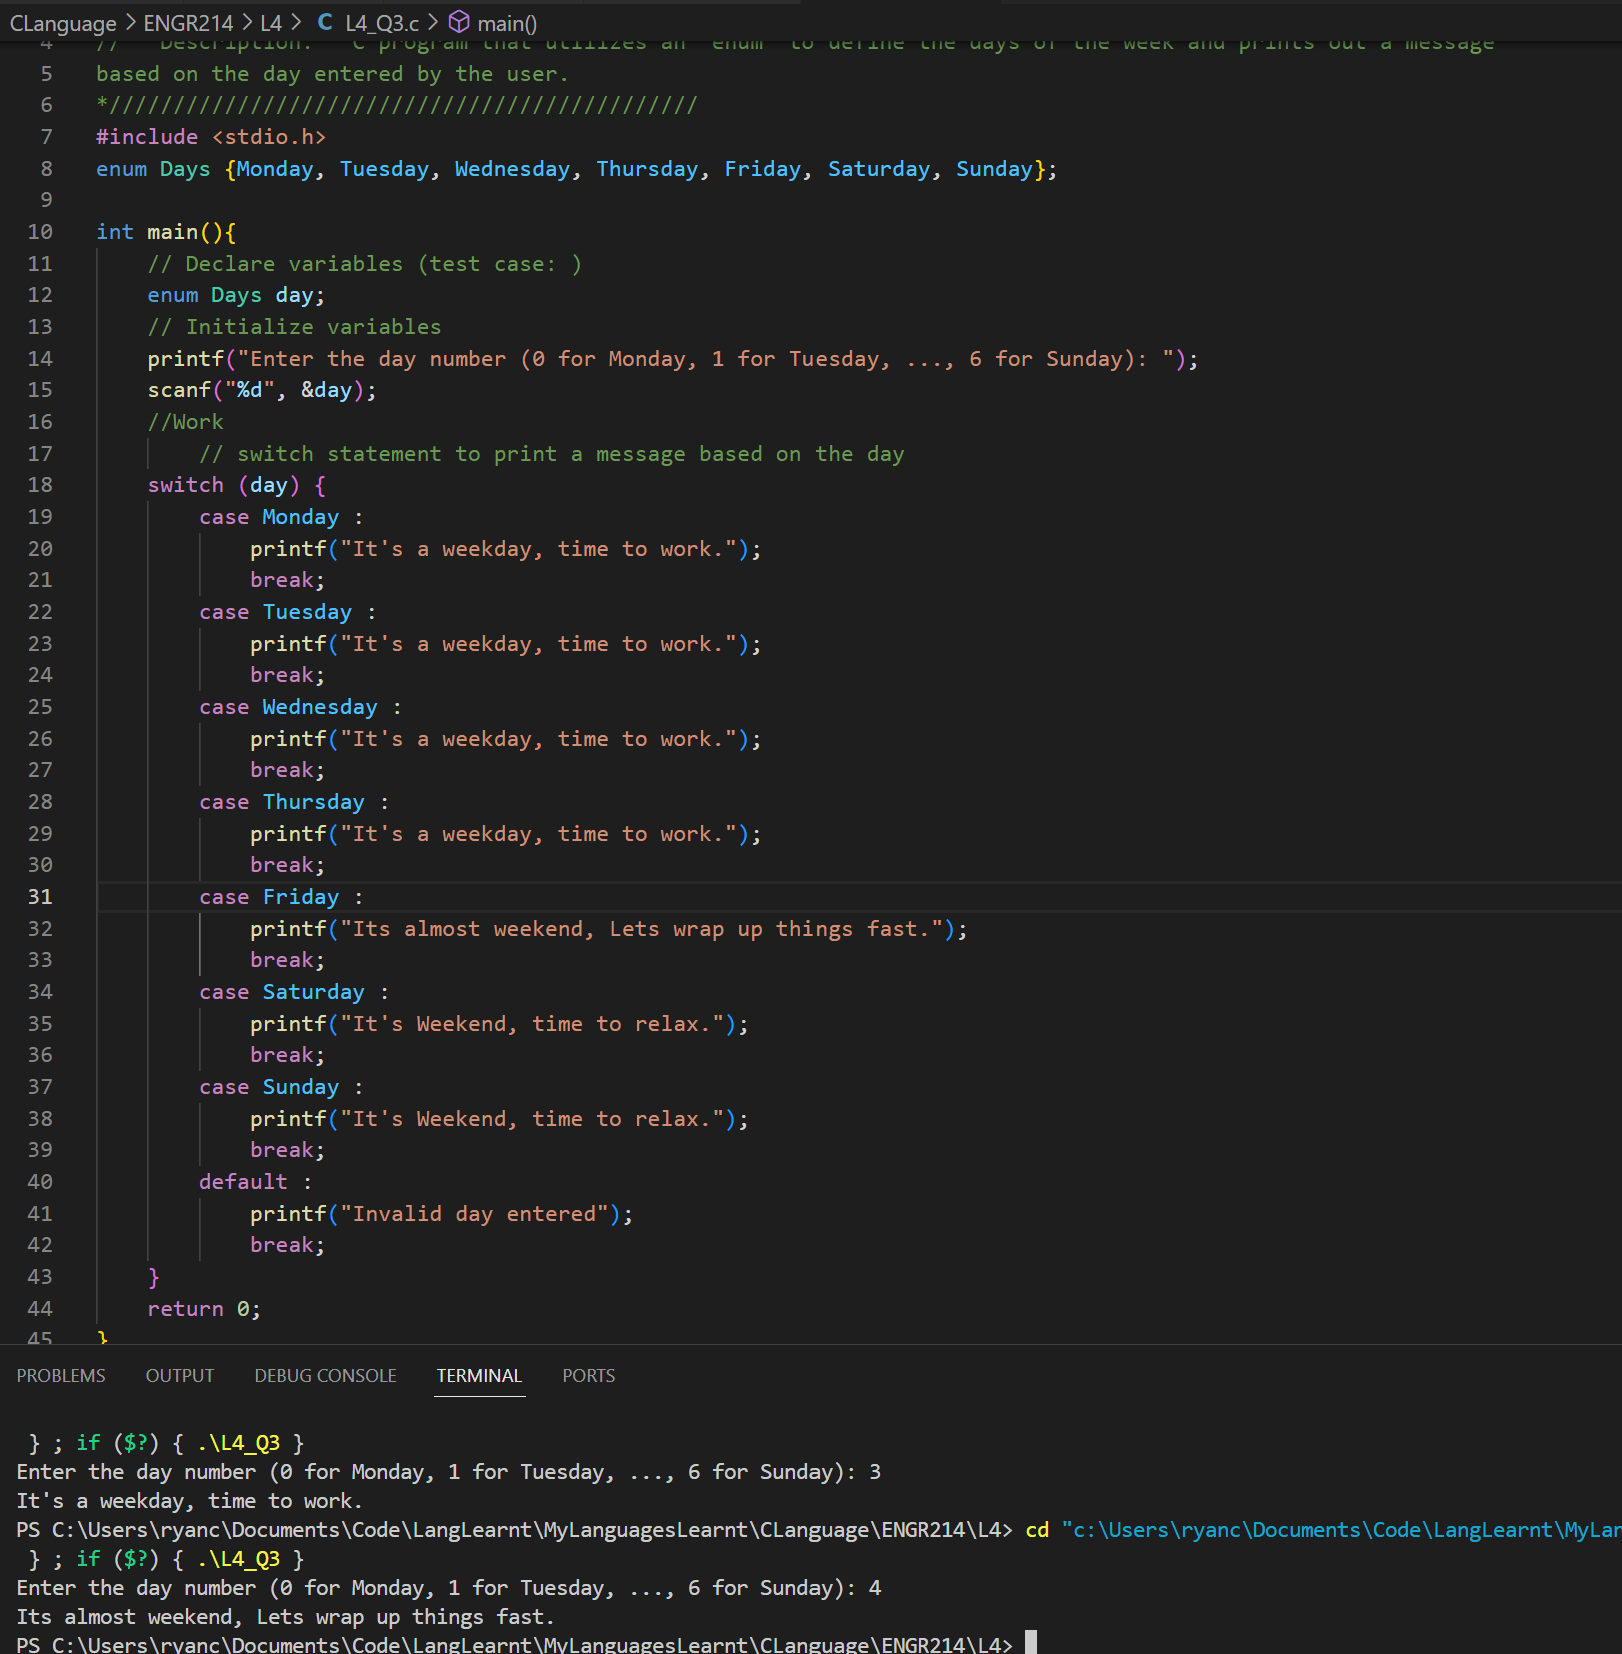 CLanguage > ENGR214 > L4 > C L4_Q3.c > main()
4 // Description: C program that utilizes an "enum" to define the days of the week and prints out a message
5 based on the day entered by the user.
6 *//////////////////////////////////////////////
7 #include <stdio.h>
8 enum Days {Monday, Tuesday, Wednesday, Thursday, Friday, Saturday, Sunday};
9
10 int main(){
11 // Declare variables (test case: )
12 enum Days day;
13 // Initialize variables
14 printf("Enter the day number (0 for Monday, 1 for Tuesday, ..., 6 for Sunday): ");
15 scanf("%d", &day);
16 //Work
17 // switch statement to print a message based on the day
18 switch (day) {
19 case Monday :
20 printf("It's a weekday, time to work.");
21 break;
22 case Tuesday :
23 printf("It's a weekday, time to work.");
24 break;
25 case Wednesday :
26 printf("It's a weekday, time to work.");
27 break;
28 case Thursday :
29 printf("It's a weekday, time to work.");
30 break;
31 case Friday :
32 printf("Its almost weekend, Lets wrap up things fast.");
33 break;
34 case Saturday :
35 printf("It's Weekend, time to relax.");
36 break;
37 case Sunday :
38 printf("It's Weekend, time to relax.");
39 break;
40 default :
41 printf("Invalid day entered");
42 break;
43 }
44 return 0;
45 }
PROBLEMS OUTPUT DEBUG CONSOLE TERMINAL PORTS
} ; if ($?) { .\L4_Q3 }
Enter the day number (0 for Monday, 1 for Tuesday, ..., 6 for Sunday): 3
It's a weekday, time to work.
PS C:\Users\ryanc\Documents\Code\LangLearnt\MyLanguagesLearnt\CLanguage\ENGR214\L4> cd "c:\Users\ryanc\Documents\Code\LangLearnt\MyLan
} ; if ($?) { .\L4_Q3 }
Enter the day number (0 for Monday, 1 for Tuesday, ..., 6 for Sunday): 4
Its almost weekend, Lets wrap up things fast.
PS C:\Users\ryanc\Documents\Code\LangLearnt\MyLanguagesLearnt\CLanguage\ENGR214\L4>